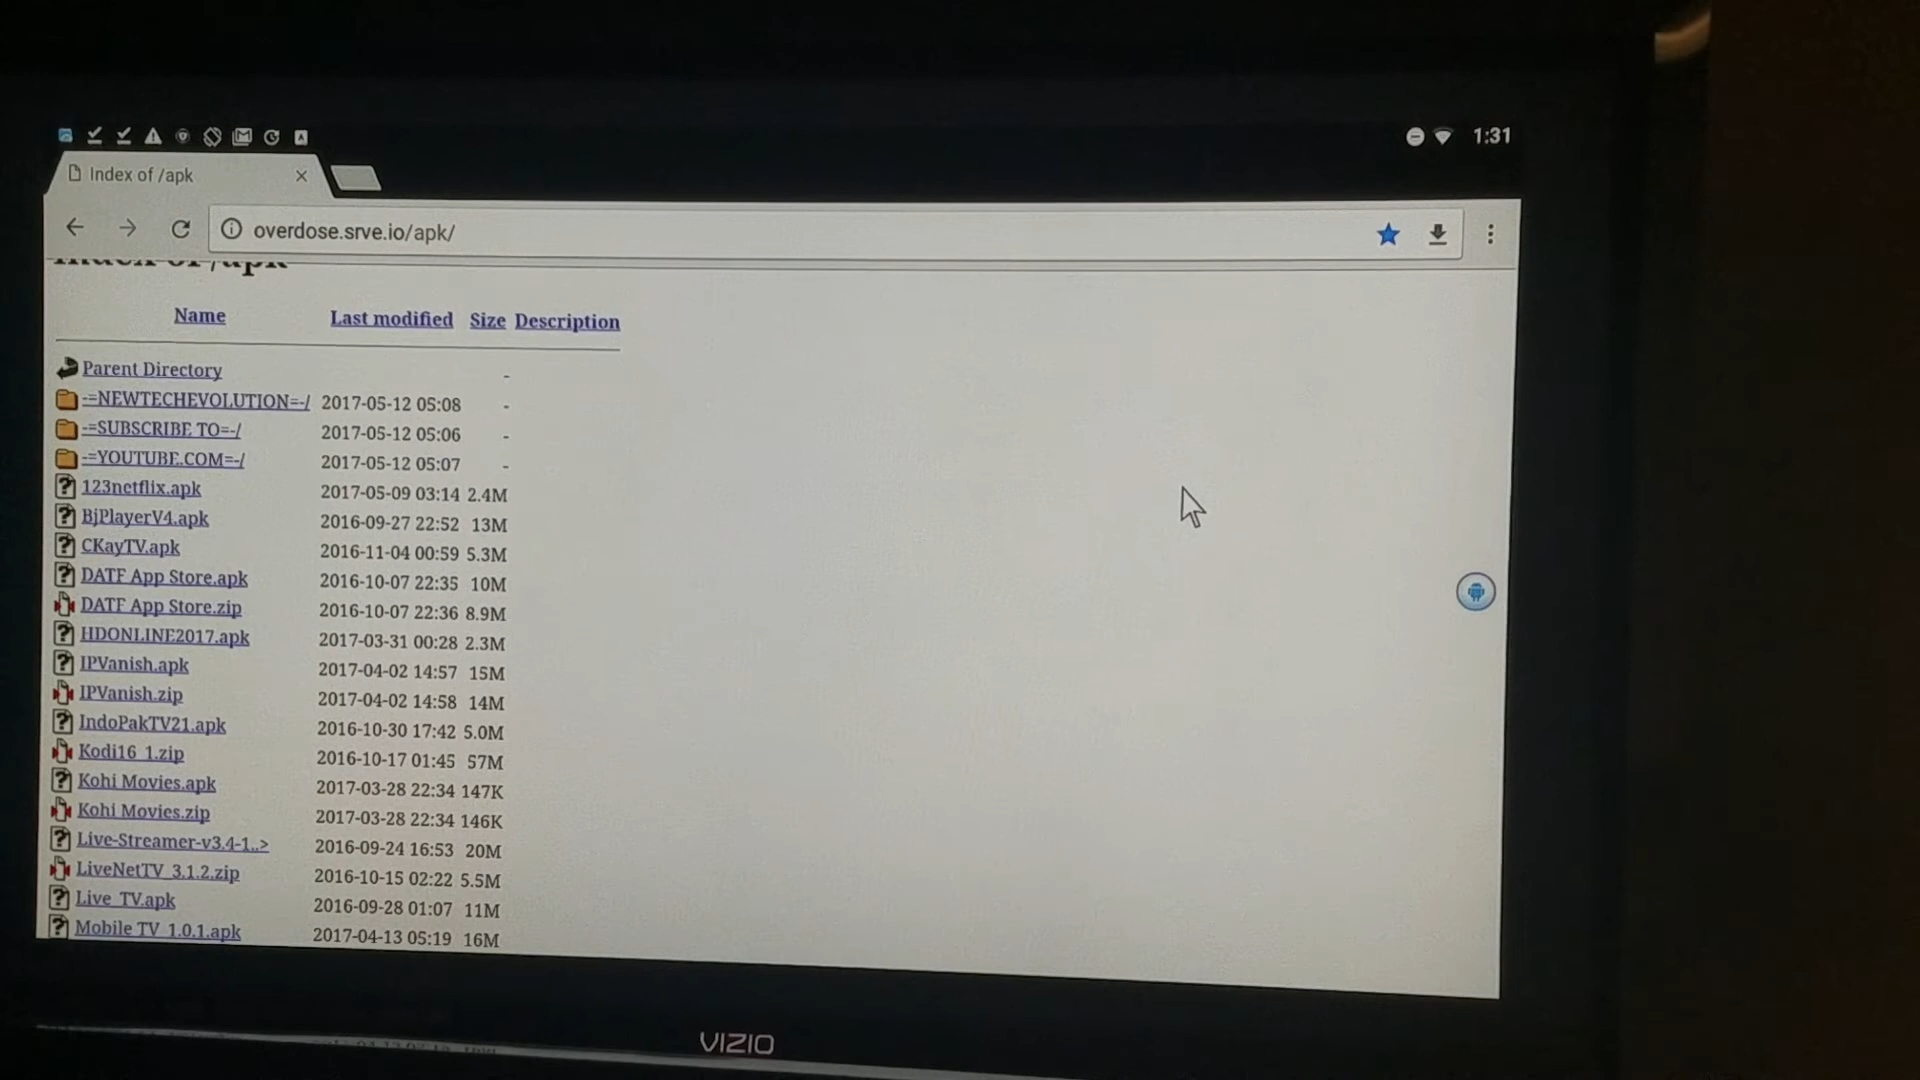 1:31
Index of /apk
overdose.srve.io/apk/
Index of /apk
Name Last modified Size Description
Parent Directory -
-=NEWTECHEVOLUTION=-/ 2017-05-12 05:08 -
-=SUBSCRIBE TO=-/ 2017-05-12 05:06 -
-=YOUTUBE.COM=-/ 2017-05-12 05:07 -
123netflix.apk 2017-05-09 03:14 2.4M
BjPlayerV4.apk 2016-09-27 22:52 13M
CKayTV.apk 2016-11-04 00:59 5.3M
DATF App Store.apk 2016-10-07 22:35 10M
DATF App Store.zip 2016-10-07 22:36 8.9M
HDONLINE2017.apk 2017-03-31 00:28 2.3M
IPVanish.apk 2017-04-02 14:57 15M
IPVanish.zip 2017-04-02 14:58 14M
IndoPakTV21.apk 2016-10-30 17:42 5.0M
Kodi16_1.zip 2016-10-17 01:45 57M
Kohi Movies.apk 2017-03-28 22:34 147K
Kohi Movies.zip 2017-03-28 22:34 146K
Live-Streamer-v3.4-1..> 2016-09-24 16:53 20M
LiveNetTV_3.1.2.zip 2016-10-15 02:22 5.5M
Live_TV.apk 2016-09-28 01:07 11M
Mobile TV_1.0.1.apk 2017-04-13 05:19 16M
VIZIO